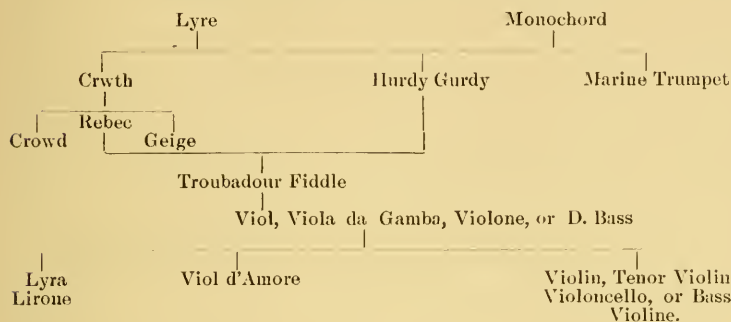 Lyre Monochord
Crwth Hurdy Gurdy Marine Trumpet
Rebec
Crowd Geige
Troubadour Fiddle
Viol, Viola da Gamba, Violone, or D. Bass
Lyra Viol d'Amore Violin, Tenor Violin
Lirone Violoncello, or Bass
Violine.